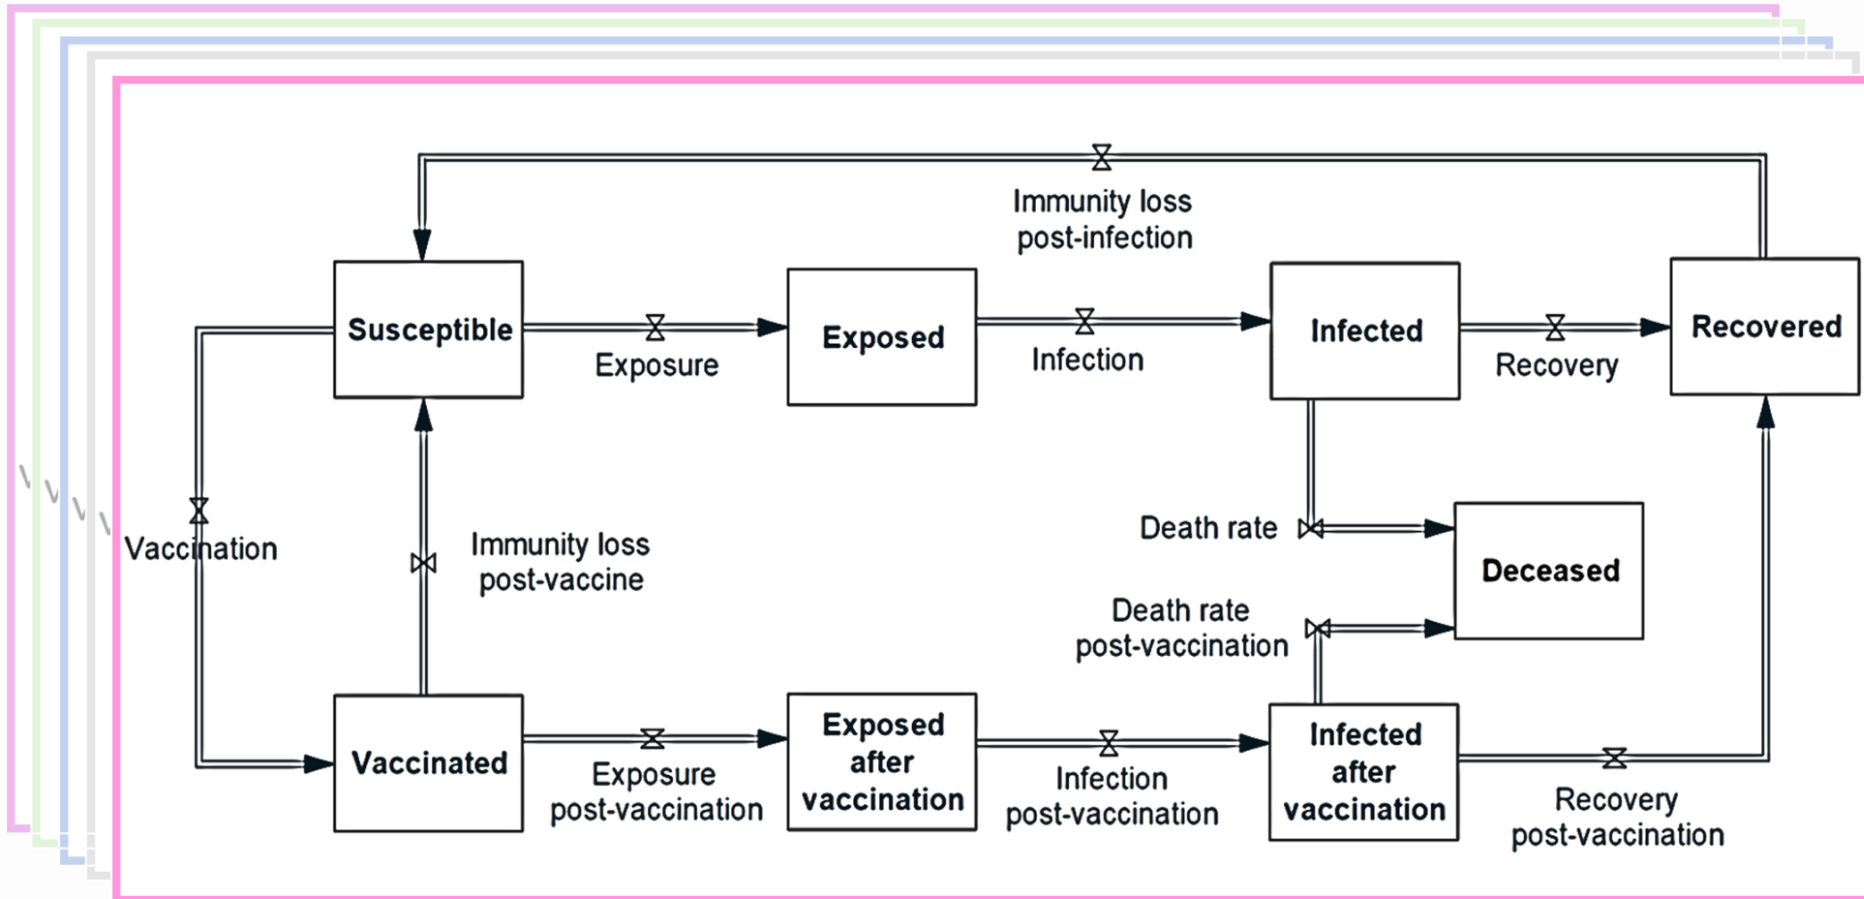 Immunity loss
post-infection
Susceptible
Exposure
Exposed
Infection
Infected
Recovery
Recovered
Vaccination
Immunity loss
post-vaccine
Death rate
Deceased
Death rate
post-vaccination
Vaccinated
Exposure
post-vaccination
Exposed
after
vaccination
Infection
post-vaccination
Infected
after
vaccination
Recovery
post-vaccination